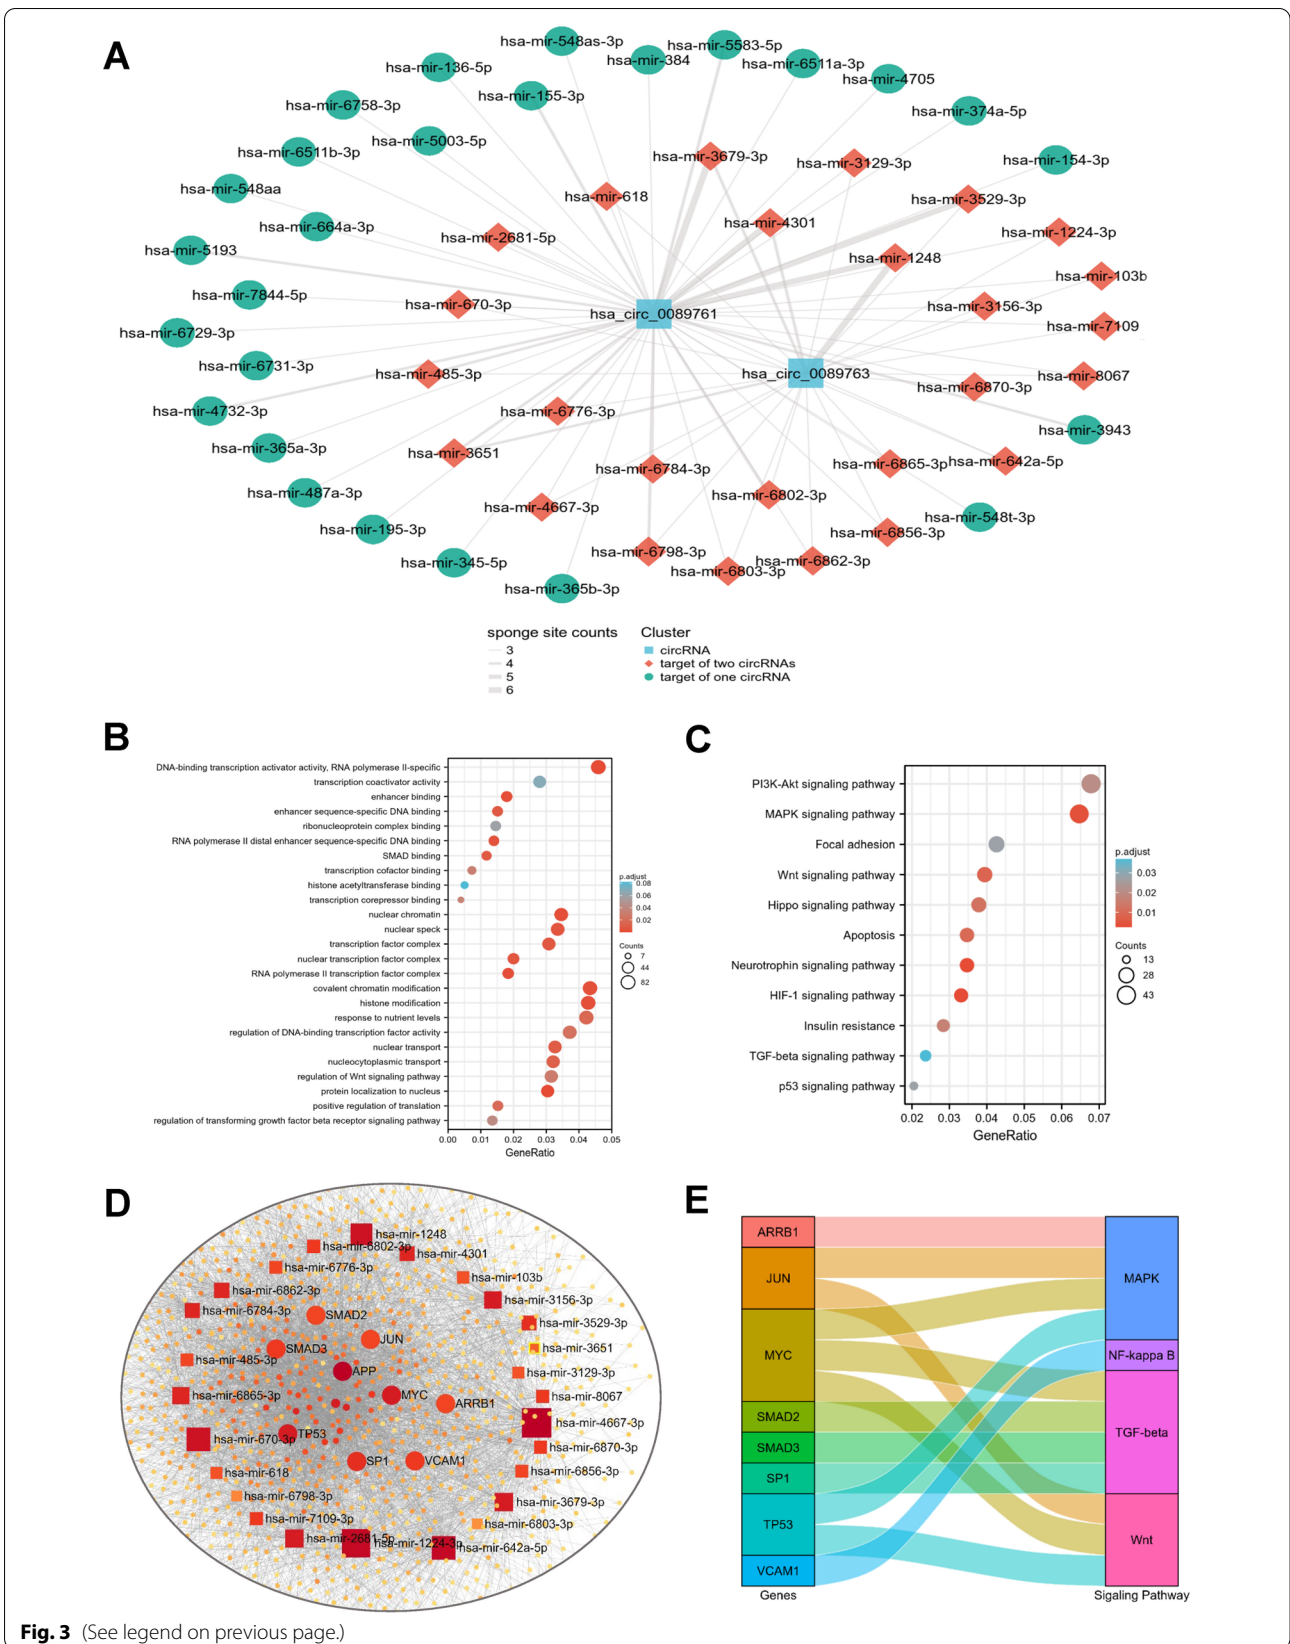 A
hsa-mir-548as-3p
hsa-mir-5583-5p
hsa-mir-384
hsa-mir-6511a-3p
hsa-mir-136-5p
hsa-mir-4705
hsa-mir-155-3p
hsa-mir-6758-3p
hsa-mir-374a-5p
hsa-mir-5003-5p
hsa-mir-6511b-3p
hsa-mir-3679-3p
hsa-mir-3129-3p
hsa-mir-154-3p
hsa-mir-548aa
hsa-mir-618
hsa-mir-3529-3p
hsa-mir-664a-3p
hsa-mir-4301
hsa-mir-1224-3p
hsa-mir-2681-5p
hsa-mir-5193
hsa-mir-1248
hsa-mir-103b
hsa-mir-7844-5p
hsa-mir-670-3p
hsa-mir-3156-3p
hsa_circ_0089761
hsa-mir-7109
hsa-mir-6729-3p
hsa-mir-6731-3p
hsa-mir-485-3p
hsa_circ_0089763
hsa-mir-8067
hsa-mir-6870-3p
hsa-mir-4732-3p
hsa-mir-6776-3p
hsa-mir-3943
hsa-mir-365a-3p
hsa-mir-3651
hsa-mir-6784-3p
hsa-mir-6865-3p
hsa-mir-642a-5p
hsa-mir-487a-3p
hsa-mir-6802-3p
hsa-mir-4667-3p
hsa-mir-548t-3p
hsa-mir-195-3p
hsa-mir-6856-3p
hsa-mir-6798-3p
hsa-mir-345-5p
hsa-mir-6862-3p
hsa-mir-6803-3p
hsa-mir-365b-3p
sponge site counts
3
4
5
6
Cluster
circRNA
target of two circRNAs
target of one circRNA
B
DNA-binding transcription activator activity, RNA polymerase II-specific
transcription coactivator activity
enhancer binding
enhancer sequence-specific DNA binding
ribonucleoprotein complex binding
RNA polymerase II distal enhancer sequence-specific DNA binding
SMAD binding
transcription cofactor binding
histone acetyltransferase binding
transcription corepressor binding
nuclear chromatin
nuclear speck
transcription factor complex
nuclear transcription factor complex
RNA polymerase II transcription factor complex
covalent chromatin modification
histone modification
response to nutrient levels
regulation of DNA-binding transcription factor activity
nuclear transport
nucleocytoplasmic transport
regulation of Wnt signaling pathway
protein localization to nucleus
positive regulation of translation
regulation of transforming growth factor beta receptor signaling pathway
0.00 0.01 0.02 0.03 0.04 0.05
GeneRatio
p.adjust
0.08
0.06
0.04
0.02
Counts
7
44
82
C
PI3K-Akt signaling pathway
MAPK signaling pathway
Focal adhesion
Wnt signaling pathway
Hippo signaling pathway
Apoptosis
Neurotrophin signaling pathway
HIF-1 signaling pathway
Insulin resistance
TGF-beta signaling pathway
p53 signaling pathway
0.02 0.03 0.04 0.05 0.06 0.07
GeneRatio
p.adjust
0.03
0.02
0.01
Counts
13
28
43
D
hsa-mir-1248
hsa-mir-6802-3p
hsa-mir-4301
hsa-mir-6776-3p
hsa-mir-103b
hsa-mir-6862-3p
hsa-mir-3156-3p
hsa-mir-6784-3p
SMAD2
hsa-mir-3529-3p
JUN
SMAD3
hsa-mir-3651
hsa-mir-485-3p
APP
hsa-mir-3129-3p
hsa-mir-6865-3p
MYC
hsa-mir-8067
ARRB1
hsa-mir-4667-3p
TP53
hsa-mir-670-3p
hsa-mir-6870-3p
SP1
VCAM1
hsa-mir-618
hsa-mir-6856-3p
hsa-mir-6798-3p
hsa-mir-3679-3p
hsa-mir-7109-3p
hsa-mir-6803-3p
hsa-mir-2681-5p
hsa-mir-1224-3p
hsa-mir-642a-5p
E
ARRB1
JUN
MYC
SMAD2
SMAD3
SP1
TP53
VCAM1
Genes
MAPK
NF-kappa B
TGF-beta
Wnt
Sigaling Pathway
Fig. 3 (See legend on previous page.)